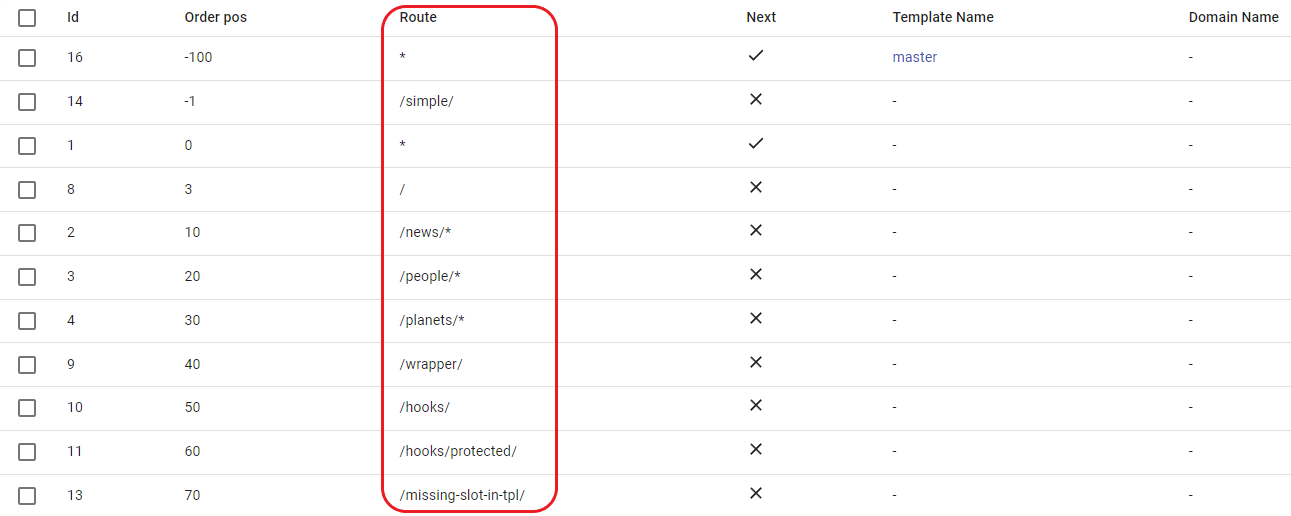 Id Order pos Route Next Template Name Domain Name
16 -100 * master -
14 -1 /simple/ - -
1 0 * - -
8 3 / - -
2 10 /news/* - -
3 20 /people/* - -
4 30 /planets/* - -
9 40 /wrapper/ - -
10 50 /hooks/ - -
11 60 /hooks/protected/ - -
13 70 /missing-slot-in-tpl/ - -